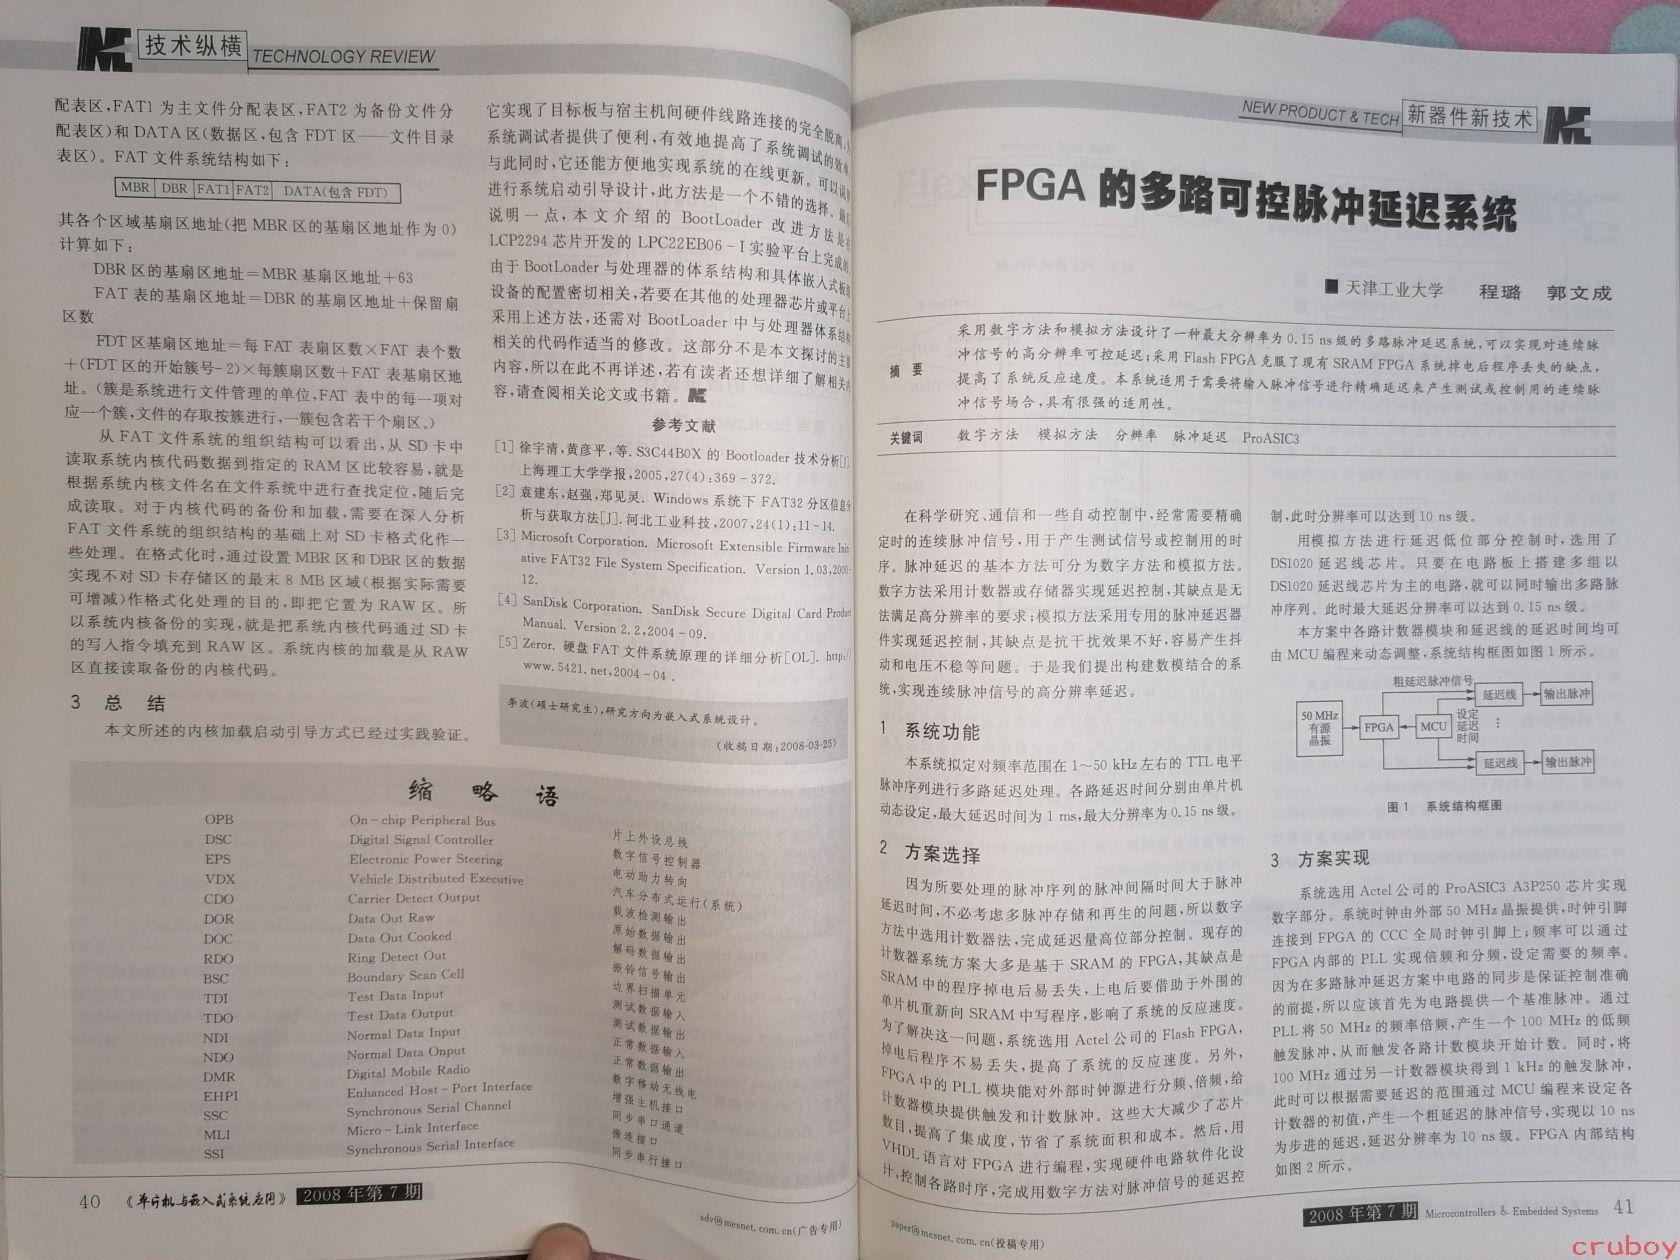 技术纵横 TECHNOLOGY REVIEW
配表区,FAT1 为主文件分配表区,FAT2 为备份文件分
配表区)和 DATA 区(数据区,包含 FDT 区——文件目录
表区)。FAT 文件系统结构如下:
MBR DBR FAT1 FAT2 DATA(包含 FDT)
其各个区域基扇区地址(把 MBR 区的基扇区地址作为 0)
计算如下:
DBR 区的基扇区地址=MBR 基扇区地址+63
FAT 表的基扇区地址=DBR 的基扇区地址+保留扇
区数
FDT 区基扇区地址=每 FAT 表扇区数×FAT 表个数
+(FDT 区的开始簇号-2)×每簇扇区数+FAT 表基扇区地
址。(簇是系统进行文件管理的单位,FAT 表中的每一项对
应一个簇,文件的存取按簇进行,一簇包含若干个扇区。)
从 FAT 文件系统的组织结构可以看出,从 SD 卡中
读取系统内核代码数据到指定的 RAM 区比较容易,就是
根据系统内核文件名在文件系统中进行查找定位,随后完
成读取。对于内核代码的备份和加载,需要在深入分析
FAT 文件系统的组织结构的基础上对 SD 卡格式化作一
些处理。在格式化时,通过设置 MBR 区和 DBR 区的数据
实现不对 SD 卡存储区的最末 8 MB 区域(根据实际需要
可增减)作格式化处理的目的,即把它置为 RAW 区。所
以系统内核备份的实现,就是把系统内核代码通过 SD 卡
的写入指令填充到 RAW 区。系统内核的加载是从 RAW
区直接读取备份的内核代码。
3 总 结
本文所述的内核加载启动引导方式已经过实践验证。
它实现了目标板与宿主机间硬件线路连接的完全脱离,
系统调试者提供了便利,有效地提高了系统调试的效率,
与此同时,它还能方便地实现系统的在线更新。可以说
进行系统启动引导设计,此方法是一个不错的选择。最后
说明一点,本文介绍的 BootLoader 改进方法是在
LCP2294 芯片开发的 LPC22EB06-I 实验平台上完成的,
由于 BootLoader 与处理器的体系结构和具体嵌入式板级
设备的配置密切相关,若要在其他的处理器芯片或平台上
采用上述方法,还需对 BootLoader 中与处理器体系结构
相关的代码作适当的修改。这部分不是本文探讨的主要
内容,所以在此不再详述,若有读者还想详细了解相关内
容,请查阅相关论文或书籍。
参考文献
[1] 徐宇清,黄彦平,等. S3C44B0X 的 Bootloader 技术分析[J].
上海理工大学学报,2005,27(4):369-372.
[2] 袁建东,赵强,郑见灵. Windows 系统下 FAT32 分区信息分
析与获取方法[J].河北工业科技,2007,24(1):11-14.
[3] Microsoft Corporation. Microsoft Extensible Firmware Initi-
ative FAT32 File System Specification. Version 1.03,2000-
12.
[4] SanDisk Corporation. SanDisk Secure Digital Card Product
Manual. Version 2.2,2004-09.
[5] Zeror. 硬盘 FAT 文件系统原理的详细分析[OL]. http://
www.5421.net,2004-04.
李波(硕士研究生),研究方向为嵌入式系统设计。
(收稿日期:2008-03-25)
缩 略 语
OPB On-chip Peripheral Bus 片上外设总线
DSC Digital Signal Controller 数字信号控制器
EPS Electronic Power Steering 电动助力转向
VDX Vehicle Distributed Executive 汽车分布式运行(系统)
CDO Carrier Detect Output 载波检测输出
DOR Data Out Raw 原始数据输出
DOC Data Out Cooked 解码数据输出
RDO Ring Detect Out 振铃信号输出
BSC Boundary Scan Cell 边界扫描单元
TDI Test Data Input 测试数据输入
TDO Test Data Output 测试数据输出
NDI Normal Data Input 正常数据输入
NDO Normal Data Onput 正常数据输出
DMR Digital Mobile Radio 数字移动无线电
EHPI Enhanced Host-Port Interface 增强主机接口
SSC Synchronous Serial Channel 同步串口通道
MLI Micro-Link Interface 微连接口
SSI Synchronous Serial Interface 同步串行接口
40 《单片机与嵌入式系统应用》 2008 年第 7 期
adv@mesnet.com.cn(广告专用)
NEW PRODUCT & TECH 新器件新技术
FPGA 的多路可控脉冲延迟系统
■ 天津工业大学 程璐 郭文成
摘 要
采用数字方法和模拟方法设计了一种最大分辨率为 0.15 ns 级的多路脉冲延迟系统,可以实现对连续脉
冲信号的高分辨率可控延迟;采用 Flash FPGA 克服了现有 SRAM FPGA 系统掉电后程序丢失的缺点,
提高了系统反应速度。本系统适用于需要将输入脉冲信号进行精确延迟来产生测试或控制用的连续脉
冲信号场合,具有很强的适用性。
关键词 数字方法 模拟方法 分辨率 脉冲延迟 ProASIC3
在科学研究、通信和一些自动控制中,经常需要精确
定时的连续脉冲信号,用于产生测试信号或控制用的时
序。脉冲延迟的基本方法可分为数字方法和模拟方法。
数字方法采用计数器或存储器实现延迟控制,其缺点是无
法满足高分辨率的要求;模拟方法采用专用的脉冲延迟器
件实现延迟控制,其缺点是抗干扰效果不好,容易产生抖
动和电压不稳等问题。于是我们提出构建数模结合的系
统,实现连续脉冲信号的高分辨率延迟。
1 系统功能
本系统拟定对频率范围在 1～50 kHz 左右的 TTL 电平
脉冲序列进行多路延迟处理。各路延迟时间分别由单片机
动态设定,最大延迟时间为 1 ms,最大分辨率为 0.15 ns 级。
2 方案选择
因为所要处理的脉冲序列的脉冲间隔时间大于脉冲
延迟时间,不必考虑多脉冲存储和再生的问题,所以数字
方法中选用计数器法,完成延迟量高位部分控制。现存的
计数器系统方案大多是基于 SRAM 的 FPGA,其缺点是
SRAM 中的程序掉电后易丢失,上电后要借助于外围的
单片机重新向 SRAM 中写程序,影响了系统的反应速度。
为了解决这一问题,系统选用 Actel 公司的 Flash FPGA,
掉电后程序不易丢失,提高了系统的反应速度。另外,
FPGA 中的 PLL 模块能对外部时钟源进行分频、倍频,给
计数器模块提供触发和计数脉冲。这些大大减少了芯片
数目,提高了集成度,节省了系统面积和成本。然后,用
VHDL 语言对 FPGA 进行编程,实现硬件电路软件化设
计,控制各路时序,完成用数字方法对脉冲信号的延迟控
制,此时分辨率可以达到 10 ns 级。
用模拟方法进行延迟低位部分控制时,选用了
DS1020 延迟线芯片。只要在电路板上搭建多组以
DS1020 延迟线芯片为主的电路,就可以同时输出多路脉
冲序列。此时最大延迟分辨率可以达到 0.15 ns 级。
本方案中各路计数器模块和延迟线的延迟时间均可
由 MCU 编程来动态调整,系统结构框图如图 1 所示。
粗延迟脉冲信号
延迟线 输出脉冲
50 MHz
有源
晶振
FPGA MCU
设定
延迟
时间
⋮
延迟线 输出脉冲
图 1 系统结构框图
3 方案实现
系统选用 Actel 公司的 ProASIC3 A3P250 芯片实现
数字部分。系统时钟由外部 50 MHz 晶振提供,时钟引脚
连接到 FPGA 的 CCC 全局时钟引脚上;频率可以通过
FPGA 内部的 PLL 实现倍频和分频,设定需要的频率。
因为在多路脉冲延迟方案中电路的同步是保证控制准确
的前提,所以应该首先为电路提供一个基准脉冲。通过
PLL 将 50 MHz 的频率倍频,产生一个 100 MHz 的低频
触发脉冲,从而触发各路计数模块开始计数。同时,将
100 MHz 通过另一计数器模块得到 1 kHz 的触发脉冲,
此时可以根据需要延迟的范围通过 MCU 编程来设定各
计数器的初值,产生一个粗延迟的脉冲信号,实现以 10 ns
为步进的延迟,延迟分辨率为 10 ns 级。FPGA 内部结构
如图 2 所示。
paper@mesnet.com.cn(投稿专用)
2008 年第 7 期 Microcontrollers & Embedded Systems 41
cruboy